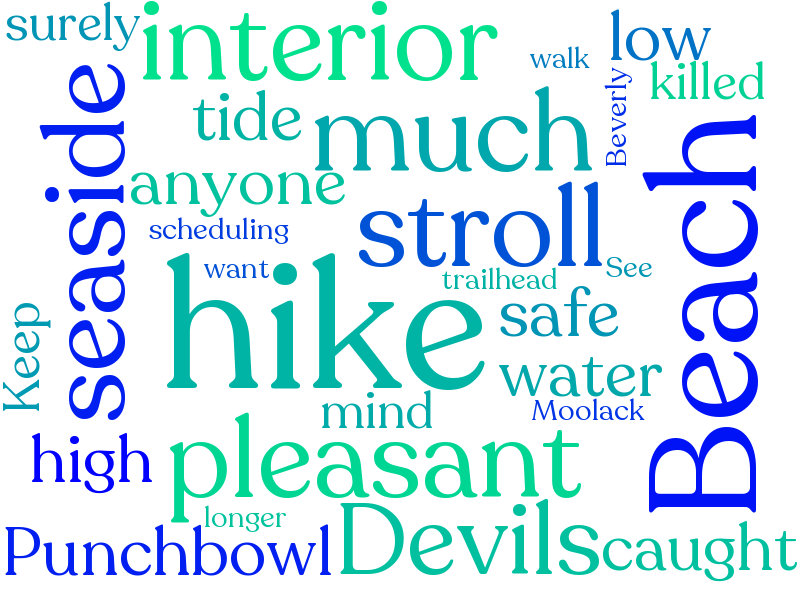 surely
interior
walk
low
killed
tide
much
Beverly
seaside
anyone
Beach
stroll
scheduling
want
trailhead
See
hike
safe
Keep
water
mind
Moolack
high
pleasant
longer
Devils
Punchbowl
caught